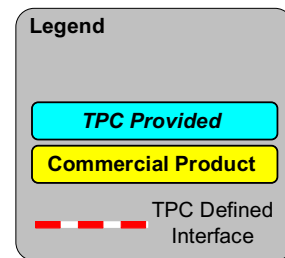 Legend
TPC Provided
Commercial Product
TPC Defined
Interface